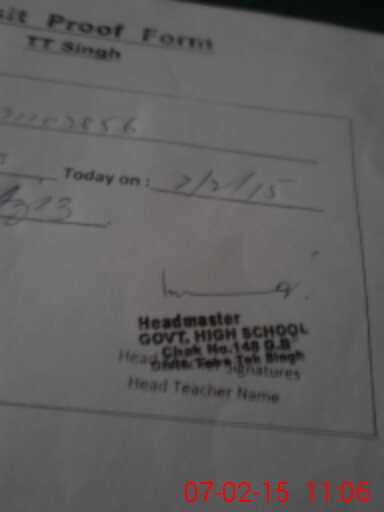 sit Proof Form
TT Singh
Today on : 7/2/15
Headmaster
GOVT. HIGH SCHOOL
Chak No.148 G.B
Distt. Toba Tek Singh
Head Signatures
Head Teacher Name
07-02-15 11:06